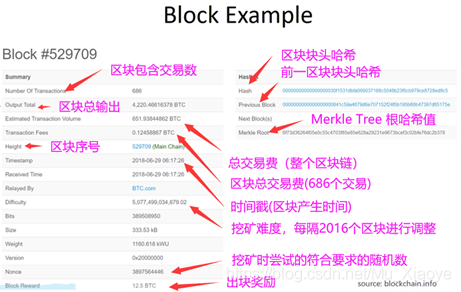 Block Example
Block #529709
Summary
Number Of Transactions 686
Output Total 4,220.46616378 BTC
Estimated Transaction Volume 651.93844862 BTC
Transaction Fees 0.12458867 BTC
Height 529709 (Main Chain)
Timestamp 2018-06-29 06:17:26
Received Time 2018-06-29 06:17:26
Relayed By BTC.com
Difficulty 5,077,499,034,879.02
Bits 389508950
Size 333.53 kB
Weight 1160.618 kWU
Version 0x20000000
Nonce 3897564446
Block Reward 12.5 BTC
区块包含交易数
区块总输出
区块序号
Hash
Previous Block
Next Block(s)
Merkle Root
区块块头哈希
前一区块块头哈希
Merkle Tree 根哈希值
总交易费（整个区块链）
区块总交易费(686个交易)
时间戳(区块产生时间)
挖矿难度，每隔2016个区块进行调整
挖矿时尝试的符合要求的随机数
出块奖励
source: blockchain.info